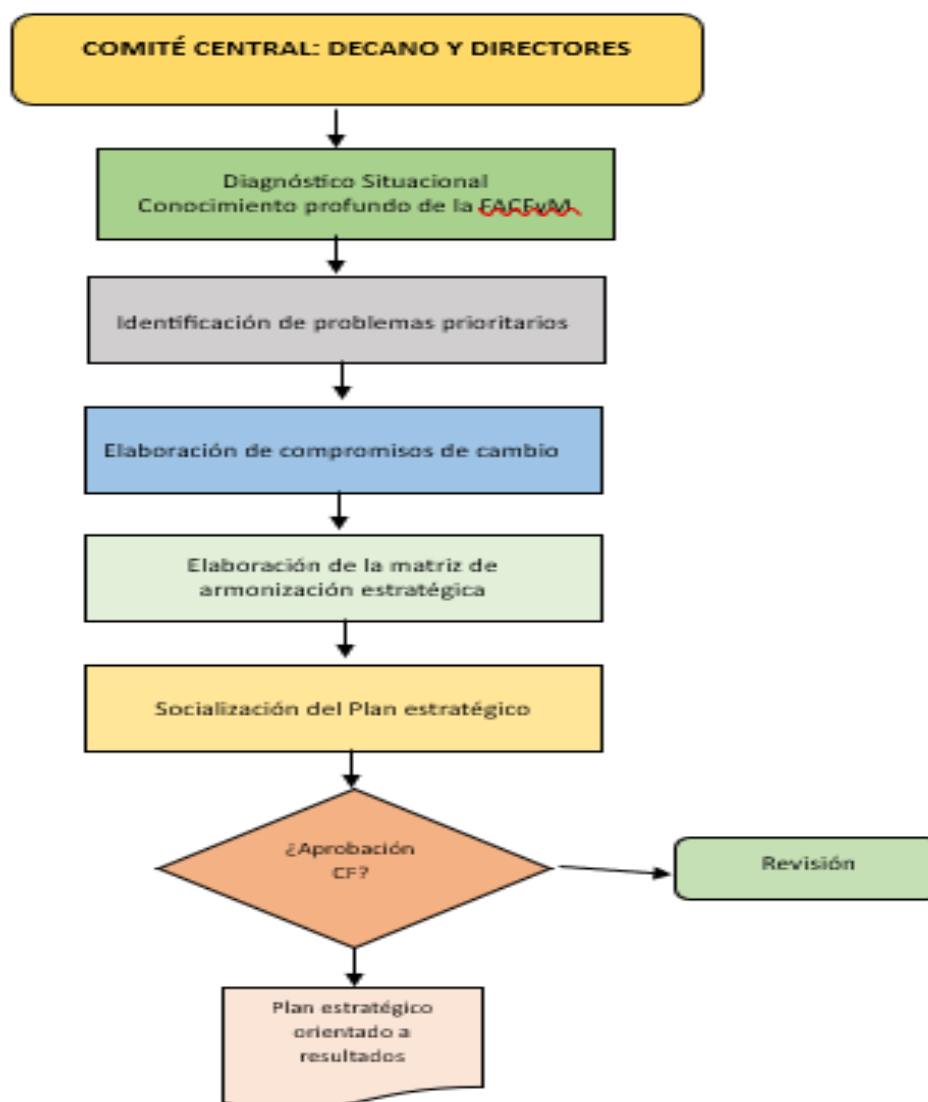 COMITÉ CENTRAL: DECANO Y DIRECTORES
Diagnóstico Situacional
Conocimiento profundo de la FACEyM
Identificación de problemas prioritarios
Elaboración de compromisos de cambio
Elaboración de la matriz de
armonización estratégica
Socialización del Plan estratégico
¿Aprobación
CF?
Revisión
Plan estratégico
orientado a
resultados